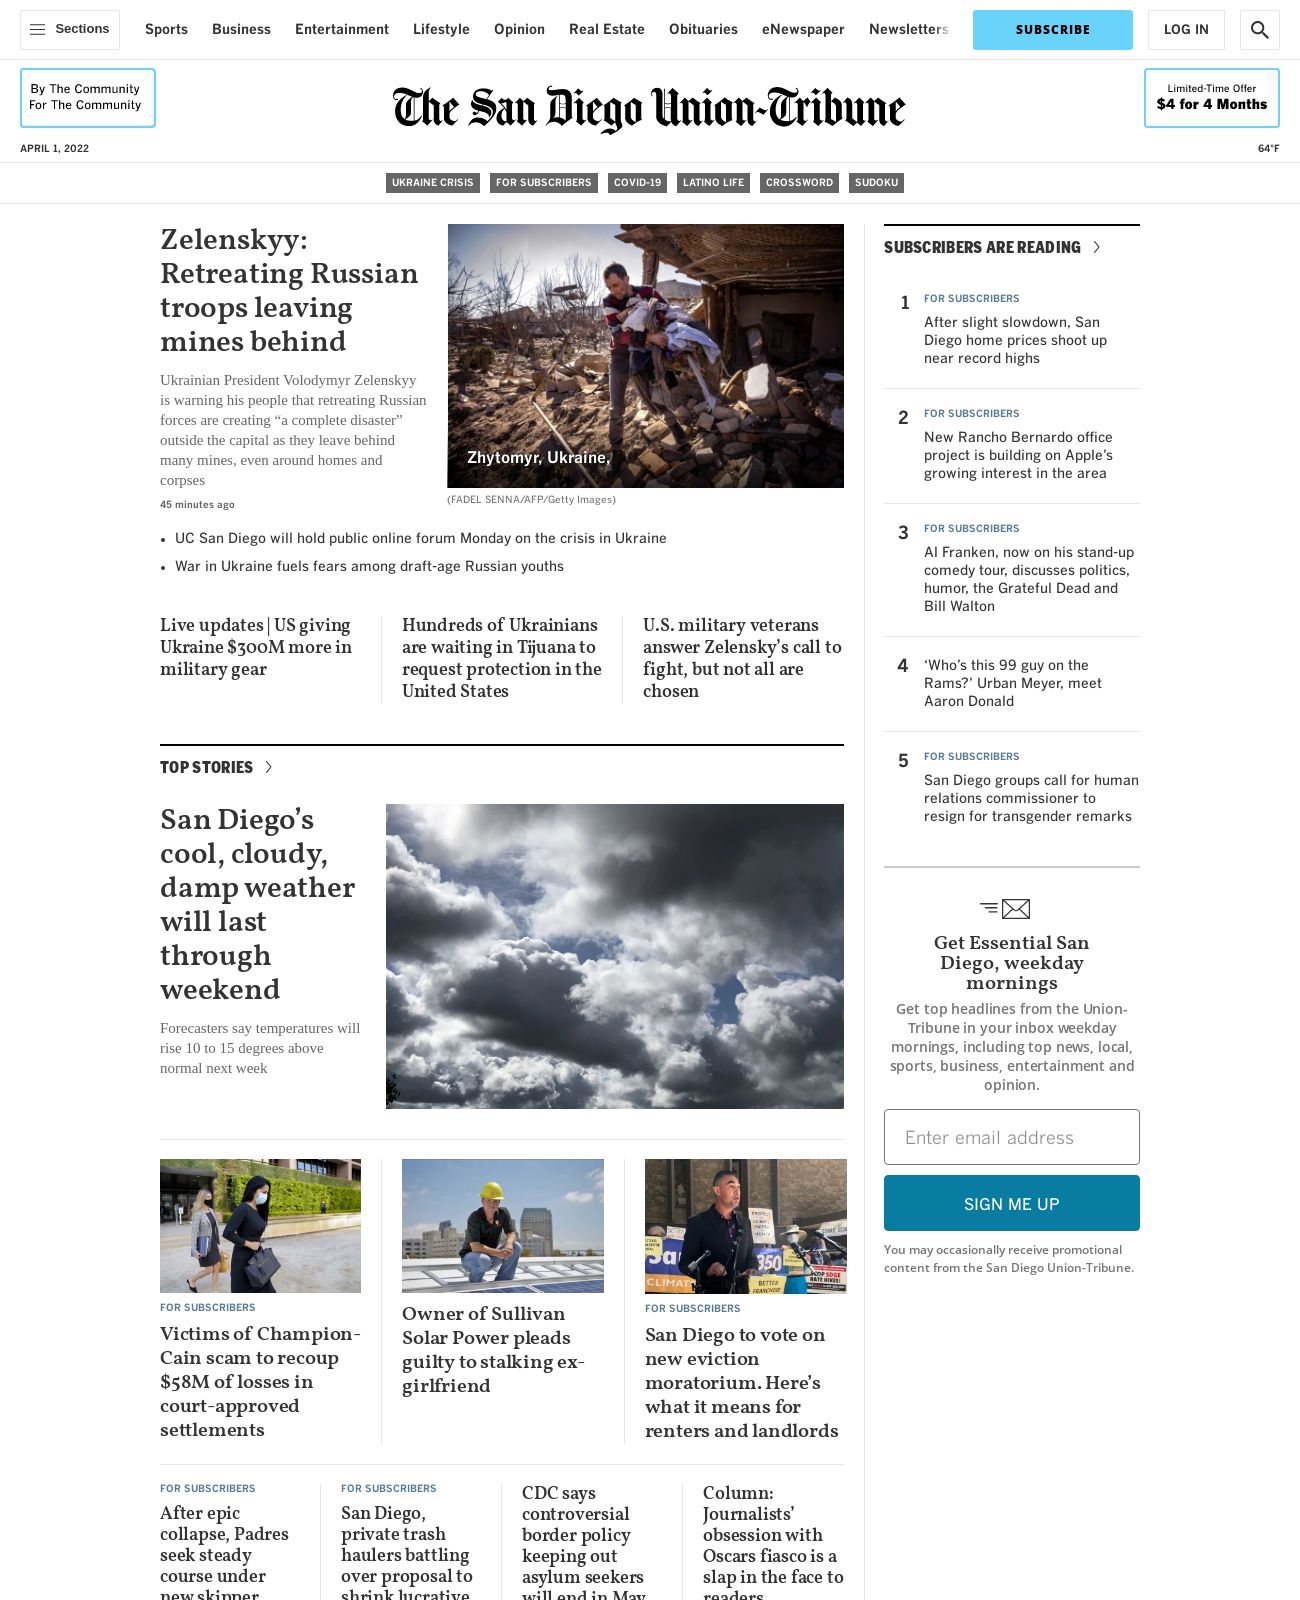 Sections
Sports Business Entertainment Lifestyle Opinion Real Estate Obituaries eNewspaper Newsletters
SUBSCRIBE
LOG IN
By The Community
For The Community
The San Diego Union-Tribune
Limited-Time Offer
$4 for 4 Months
APRIL 1, 2022
64°F
UKRAINE CRISIS FOR SUBSCRIBERS COVID-19 LATINO LIFE CROSSWORD SUDOKU
Zelenskyy:
Retreating Russian
troops leaving
mines behind
Ukrainian President Volodymyr Zelenskyy
is warning his people that retreating Russian
forces are creating “a complete disaster”
outside the capital as they leave behind
many mines, even around homes and
corpses
45 minutes ago
Zhytomyr, Ukraine,
(FADEL SENNA/AFP/Getty Images)
• UC San Diego will hold public online forum Monday on the crisis in Ukraine
• War in Ukraine fuels fears among draft-age Russian youths
Live updates | US giving
Ukraine $300M more in
military gear
Hundreds of Ukrainians
are waiting in Tijuana to
request protection in the
United States
U.S. military veterans
answer Zelensky’s call to
fight, but not all are
chosen
TOP STORIES
San Diego’s
cool, cloudy,
damp weather
will last
through
weekend
Forecasters say temperatures will
rise 10 to 15 degrees above
normal next week
FOR SUBSCRIBERS
Victims of Champion-
Cain scam to recoup
$58M of losses in
court-approved
settlements
Owner of Sullivan
Solar Power pleads
guilty to stalking ex-
girlfriend
350
CLIMAT
BETTER
FRANCHISE
FOR SUBSCRIBERS
San Diego to vote on
new eviction
moratorium. Here’s
what it means for
renters and landlords
FOR SUBSCRIBERS
After epic
collapse, Padres
seek steady
course under
new skipper
FOR SUBSCRIBERS
San Diego,
private trash
haulers battling
over proposal to
shrink lucrative
CDC says
controversial
border policy
keeping out
asylum seekers
will end in May
Column:
Journalists’
obsession with
Oscars fiasco is a
slap in the face to
readers
SUBSCRIBERS ARE READING
1
FOR SUBSCRIBERS
After slight slowdown, San
Diego home prices shoot up
near record highs
2
FOR SUBSCRIBERS
New Rancho Bernardo office
project is building on Apple’s
growing interest in the area
3
FOR SUBSCRIBERS
Al Franken, now on his stand-up
comedy tour, discusses politics,
humor, the Grateful Dead and
Bill Walton
4
‘Who’s this 99 guy on the
Rams?’ Urban Meyer, meet
Aaron Donald
5
FOR SUBSCRIBERS
San Diego groups call for human
relations commissioner to
resign for transgender remarks
Get Essential San
Diego, weekday
mornings
Get top headlines from the Union-
Tribune in your inbox weekday
mornings, including top news, local,
sports, business, entertainment and
opinion.
Enter email address
SIGN ME UP
You may occasionally receive promotional
content from the San Diego Union-Tribune.